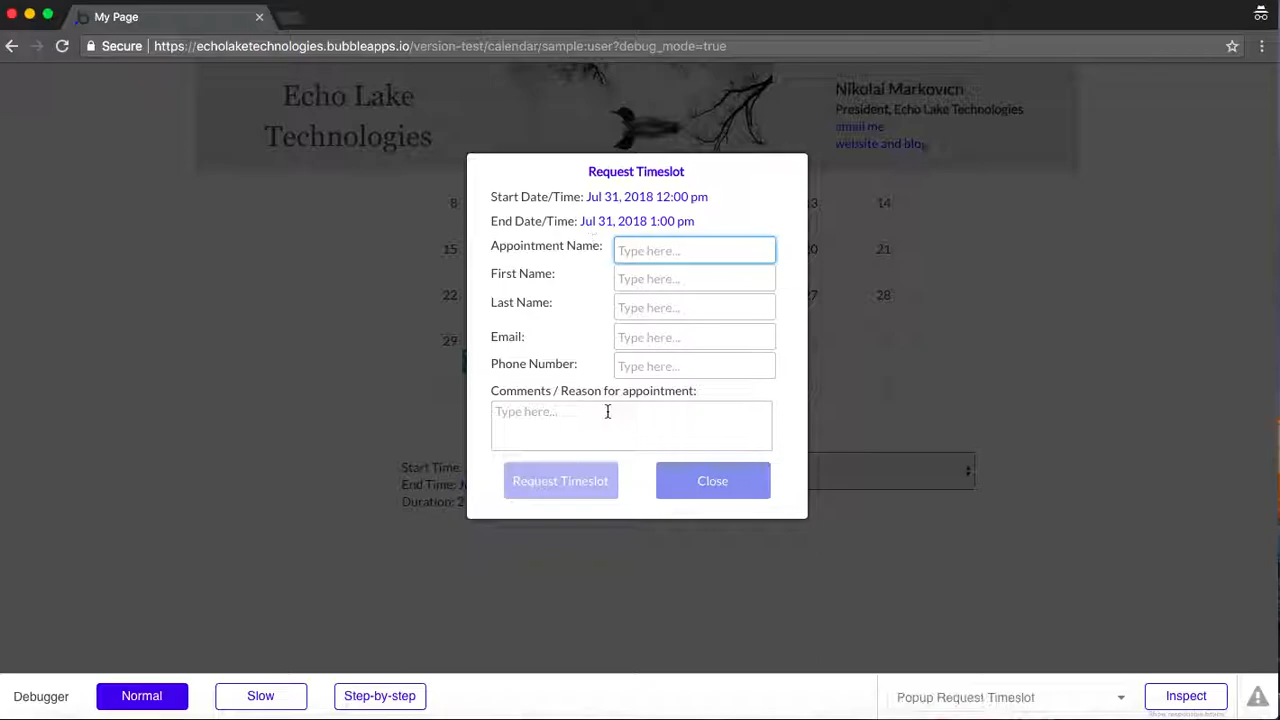 My Page
Secure https://echolaketechnologies.bubbleapps.io/version-test/calendar/sample:user?debug_mode=true
Echo Lake
Technologies
Nikolai Markovich
President, Echo Lake Technologies
email me
website and blog
Request Timeslot
Start Date/Time: Jul 31, 2018 12:00 pm
End Date/Time: Jul 31, 2018 1:00 pm
Appointment Name: Type here...
First Name: Type here...
Last Name: Type here...
Email: Type here...
Phone Number: Type here...
Comments / Reason for appointment:
Type here...
Request Timeslot Close
8 13 14
15 20 21
22 27 28
29
Start Time:
End Time:
Duration: 2
Debugger Normal Slow Step-by-step Popup Request Timeslot Inspect